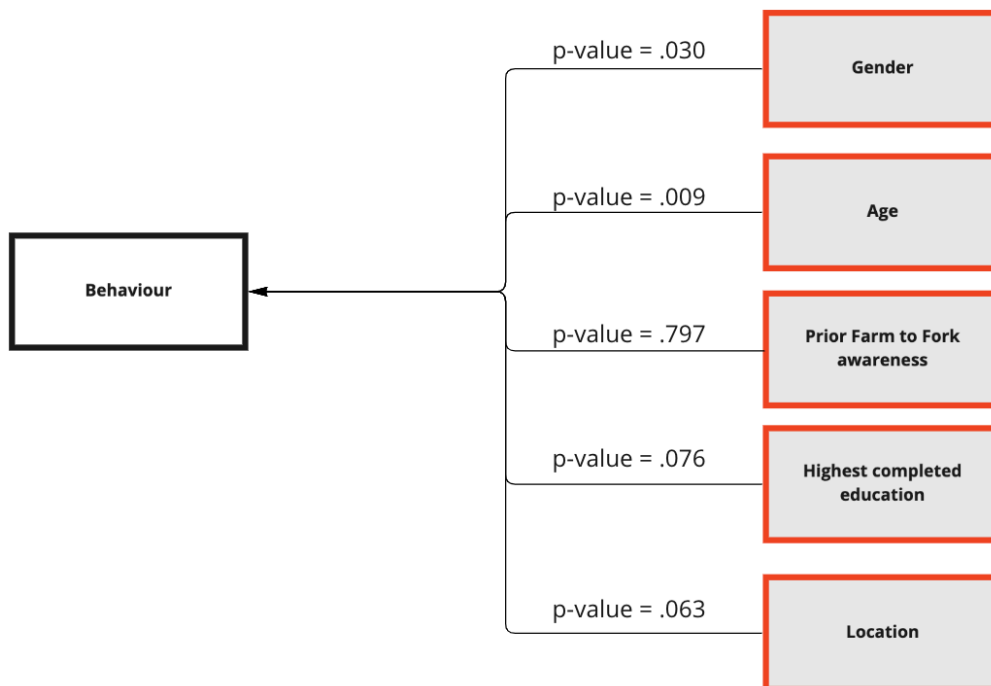 p-value = .030
Gender
p-value = .009
Age
Behaviour
p-value = .797
Prior Farm to Fork
awareness
p-value = .076
Highest completed
education
p-value = .063
Location